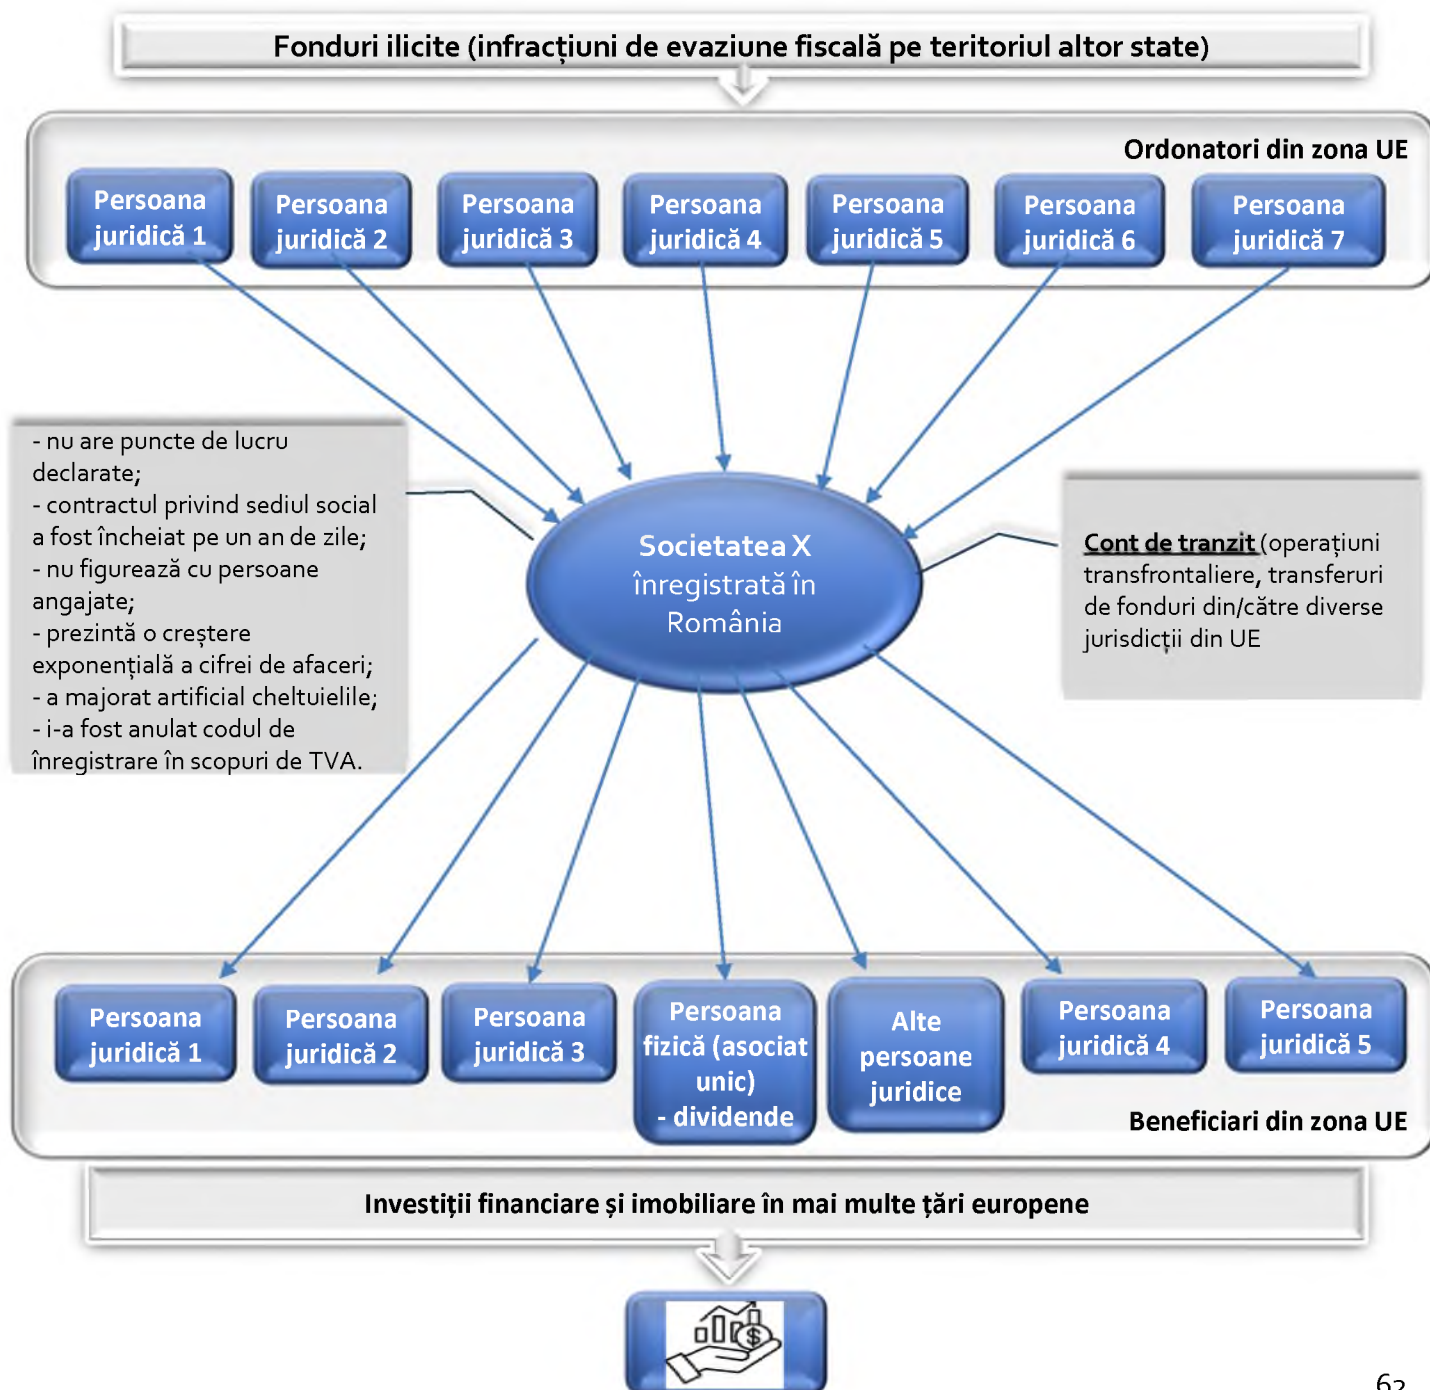 Fonduri ilicite (infracțiuni de evaziune fiscală pe teritoriul altor state)
Ordonatori din zona UE
Persoana
juridică 1
Persoana
juridică 2
Persoana
juridică 3
Persoana
juridică 4
Persoana
juridică 5
Persoana
juridică 6
Persoana
juridică 7
- nu are puncte de lucru
declarate;
- contractul privind sediul social
a fost încheiat pe un an de zile;
- nu figurează cu persoane
angajate;
- prezintă o creștere
exponențială a cifrei de afaceri;
- a majorat artificial cheltuielile;
- i-a fost anulat codul de
înregistrare în scopuri de TVA.
Societatea X
înregistrată în
România
Cont de tranzit (operațiuni
transfrontaliere, transferuri
de fonduri din/către diverse
jurisdicții din UE
Persoana
juridică 1
Persoana
juridică 2
Persoana
juridică 3
Persoana
fizică (asociat
unic)
- dividende
Alte
persoane
juridice
Persoana
juridică 4
Persoana
juridică 5
Beneficiari din zona UE
Investiții financiare și imobiliare în mai multe țări europene
$
62